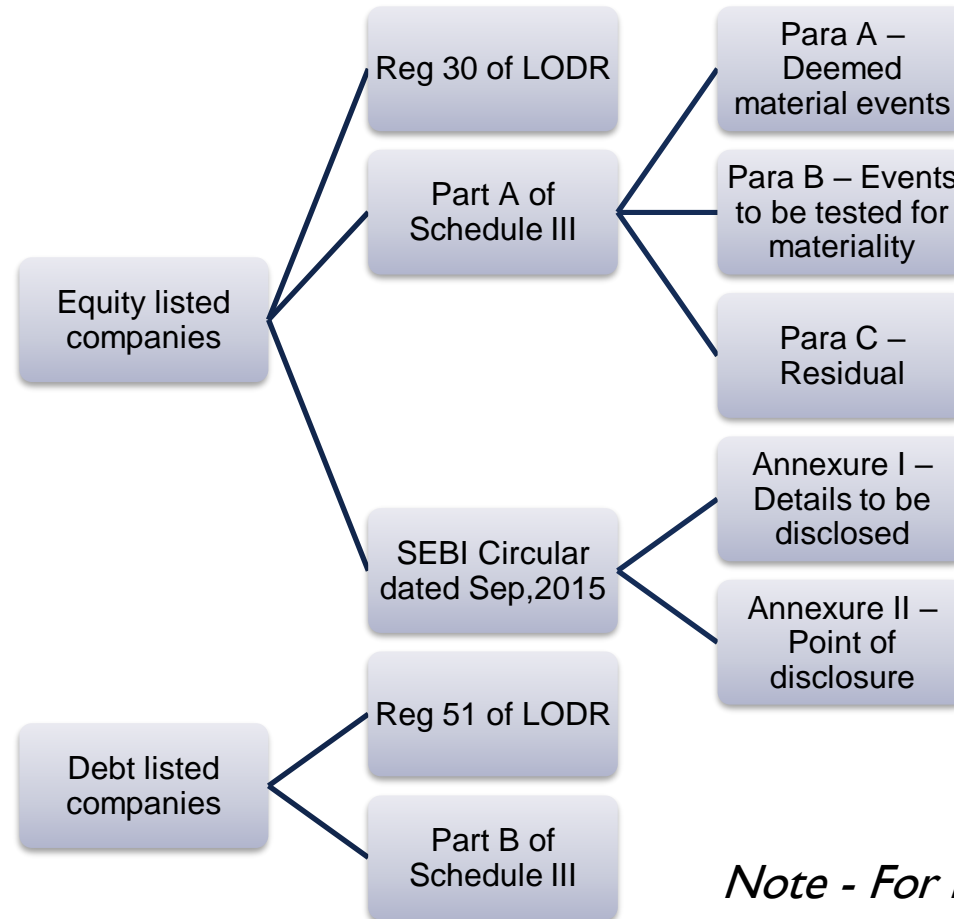 Equity listed
companies
Reg 30 of LODR
Part A of
Schedule III
Para A –
Deemed
material events
Para B – Events
to be tested for
materiality
Para C –
Residual
SEBI Circular
dated Sep,2015
Annexure I –
Details to be
disclosed
Annexure II –
Point of
disclosure
Debt listed
companies
Reg 51 of LODR
Part B of
Schedule III
Note - For